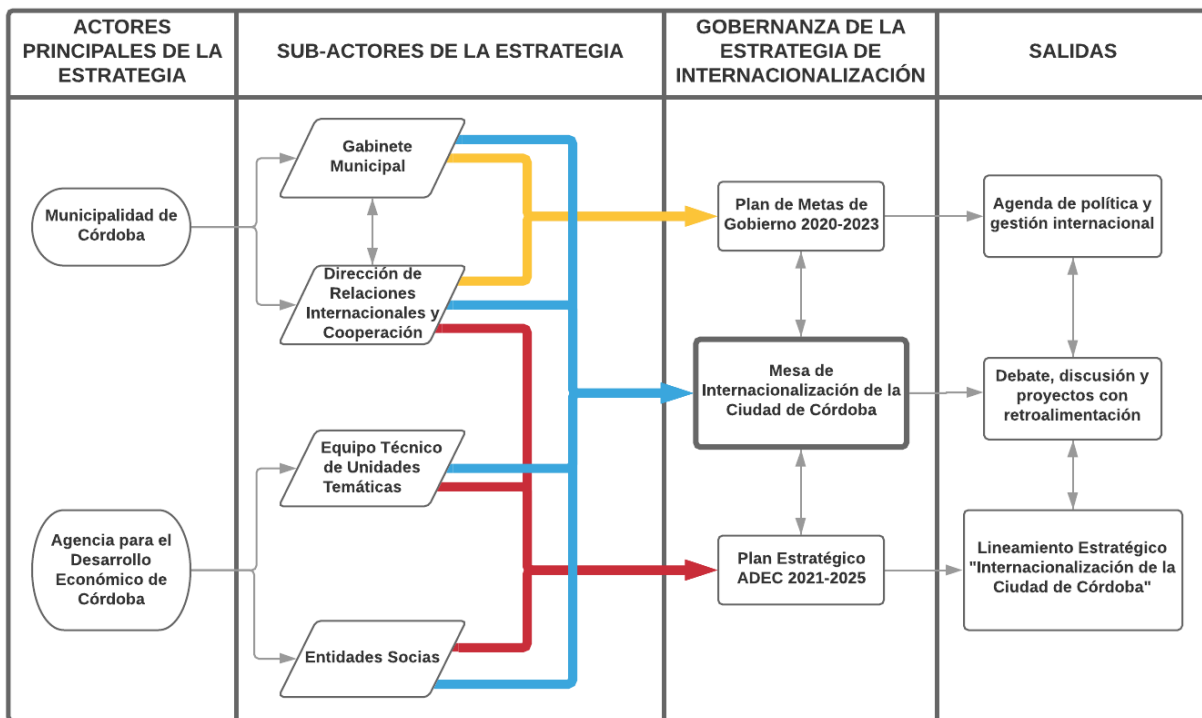 ACTORES
PRINCIPALES DE LA
ESTRATEGIA
SUB-ACTORES DE LA ESTRATEGIA
GOBERNANZA DE LA
ESTRATEGIA DE
INTERNACIONALIZACIÓN
SALIDAS
Municipalidad de
Córdoba
Agencia para el
Desarrollo
Económico de
Córdoba
Gabinete
Municipal
Dirección de
Relaciones
Internacionales y
Cooperación
Equipo Técnico
de Unidades
Temáticas
Entidades Socias
Plan de Metas de
Gobierno 2020-2023
Mesa de
Internacionalización de la
Ciudad de Córdoba
Plan Estratégico
ADEC 2021-2025
Agenda de política y
gestión internacional
Debate, discusión y
proyectos con
retroalimentación
Lineamiento Estratégico
"Internacionalización de la
Ciudad de Córdoba"